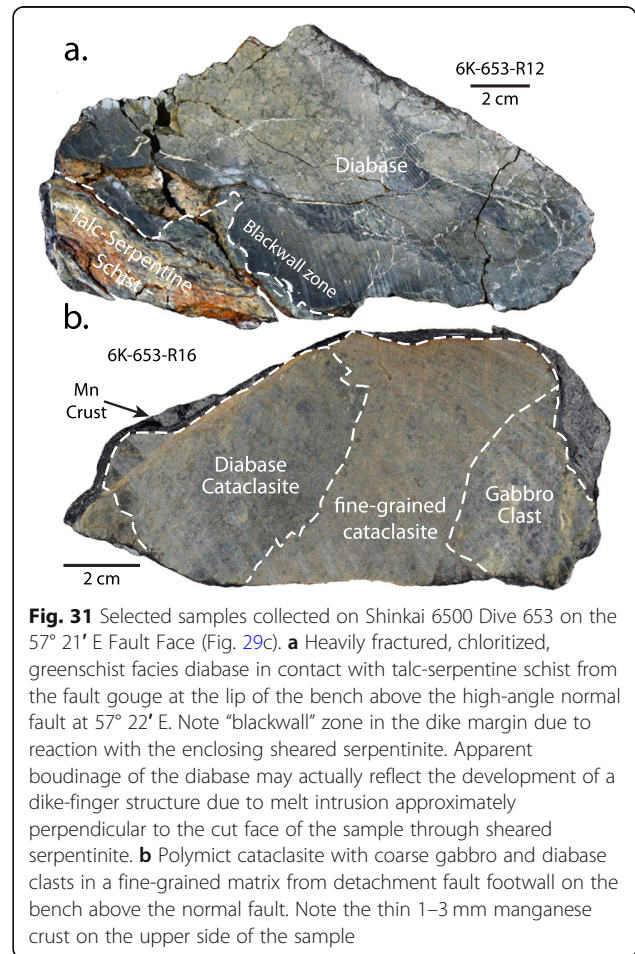 a.
6K-653-R12
2 cm
Diabase
Blackwall zone
Talc-Serpentine
Schist
b.
6K-653-R16
Mn
Crust
Diabase
Cataclasite
fine-grained
cataclasite
Gabbro
Clast
2 cm
Fig. 31 Selected samples collected on Shinkai 6500 Dive 653 on the
57° 21′ E Fault Face (Fig. 29c). a Heavily fractured, chloritized,
greenschist facies diabase in contact with talc-serpentine schist from
the fault gouge at the lip of the bench above the high-angle normal
fault at 57° 22′ E. Note “blackwall” zone in the dike margin due to
reaction with the enclosing sheared serpentinite. Apparent
boudinage of the diabase may actually reflect the development of a
dike-finger structure due to melt intrusion approximately
perpendicular to the cut face of the sample through sheared
serpentinite. b Polymict cataclasite with coarse gabbro and diabase
clasts in a fine-grained matrix from detachment fault footwall on the
bench above the normal fault. Note the thin 1–3 mm manganese
crust on the upper side of the sample